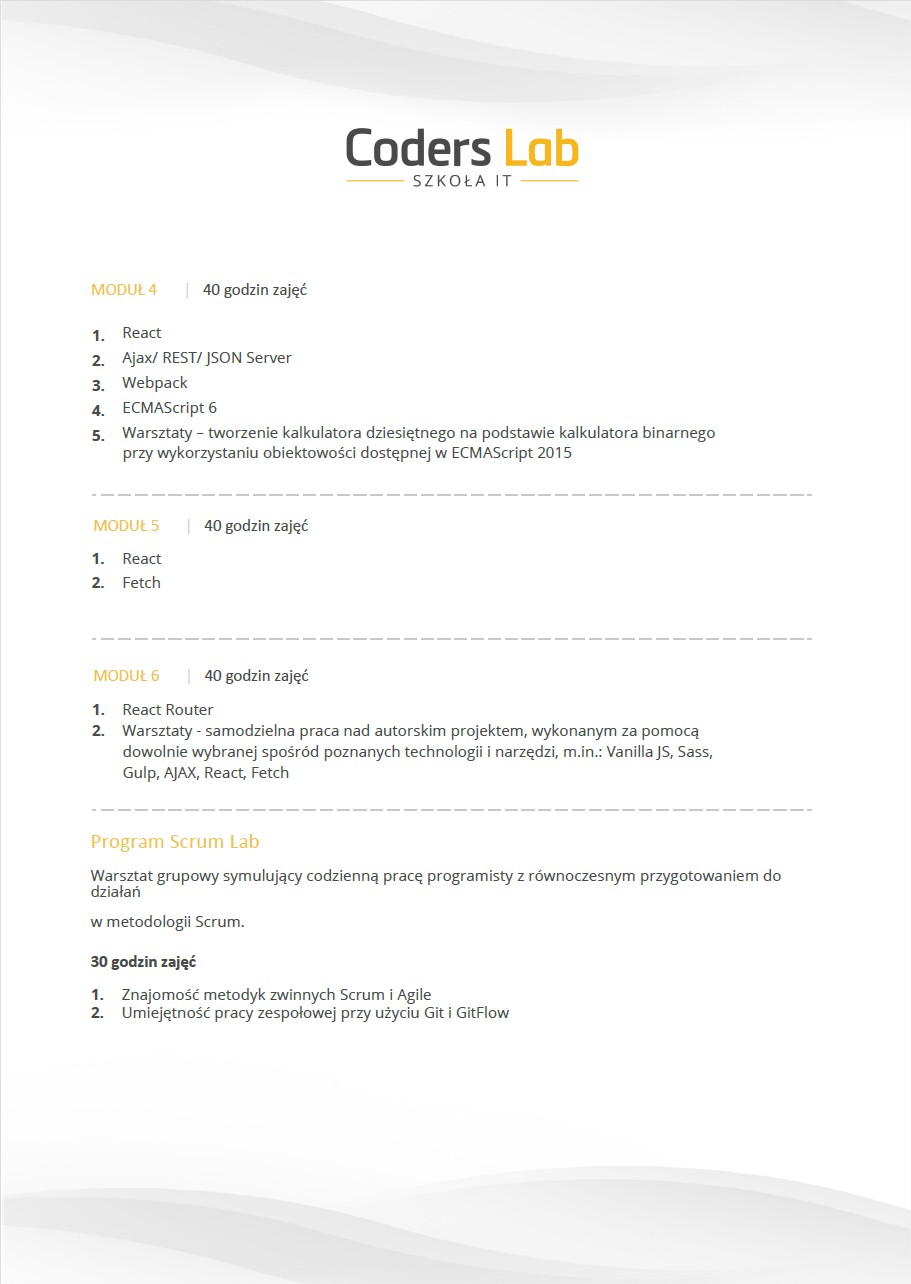 Coders Lab
SZKOŁA IT
MODUŁ 4 | 40 godzin zajęć
1. React
2. Ajax/ REST/ JSON Server
3. Webpack
4. ECMAScript 6
5. Warsztaty – tworzenie kalkulatora dziesiętnego na podstawie kalkulatora binarnego
przy wykorzystaniu obiektowości dostępnej w ECMAScript 2015
MODUŁ 5 | 40 godzin zajęć
1. React
2. Fetch
MODUŁ 6 | 40 godzin zajęć
1. React Router
2. Warsztaty - samodzielna praca nad autorskim projektem, wykonanym za pomocą
dowolnie wybranej spośród poznanych technologii i narzędzi, m.in.: Vanilla JS, Sass,
Gulp, AJAX, React, Fetch
Program Scrum Lab
Warsztat grupowy symulujący codzienną pracę programisty z równoczesnym przygotowaniem do
działań
w metodologii Scrum.
30 godzin zajęć
1. Znajomość metodyk zwinnych Scrum i Agile
2. Umiejętność pracy zespołowej przy użyciu Git i GitFlow